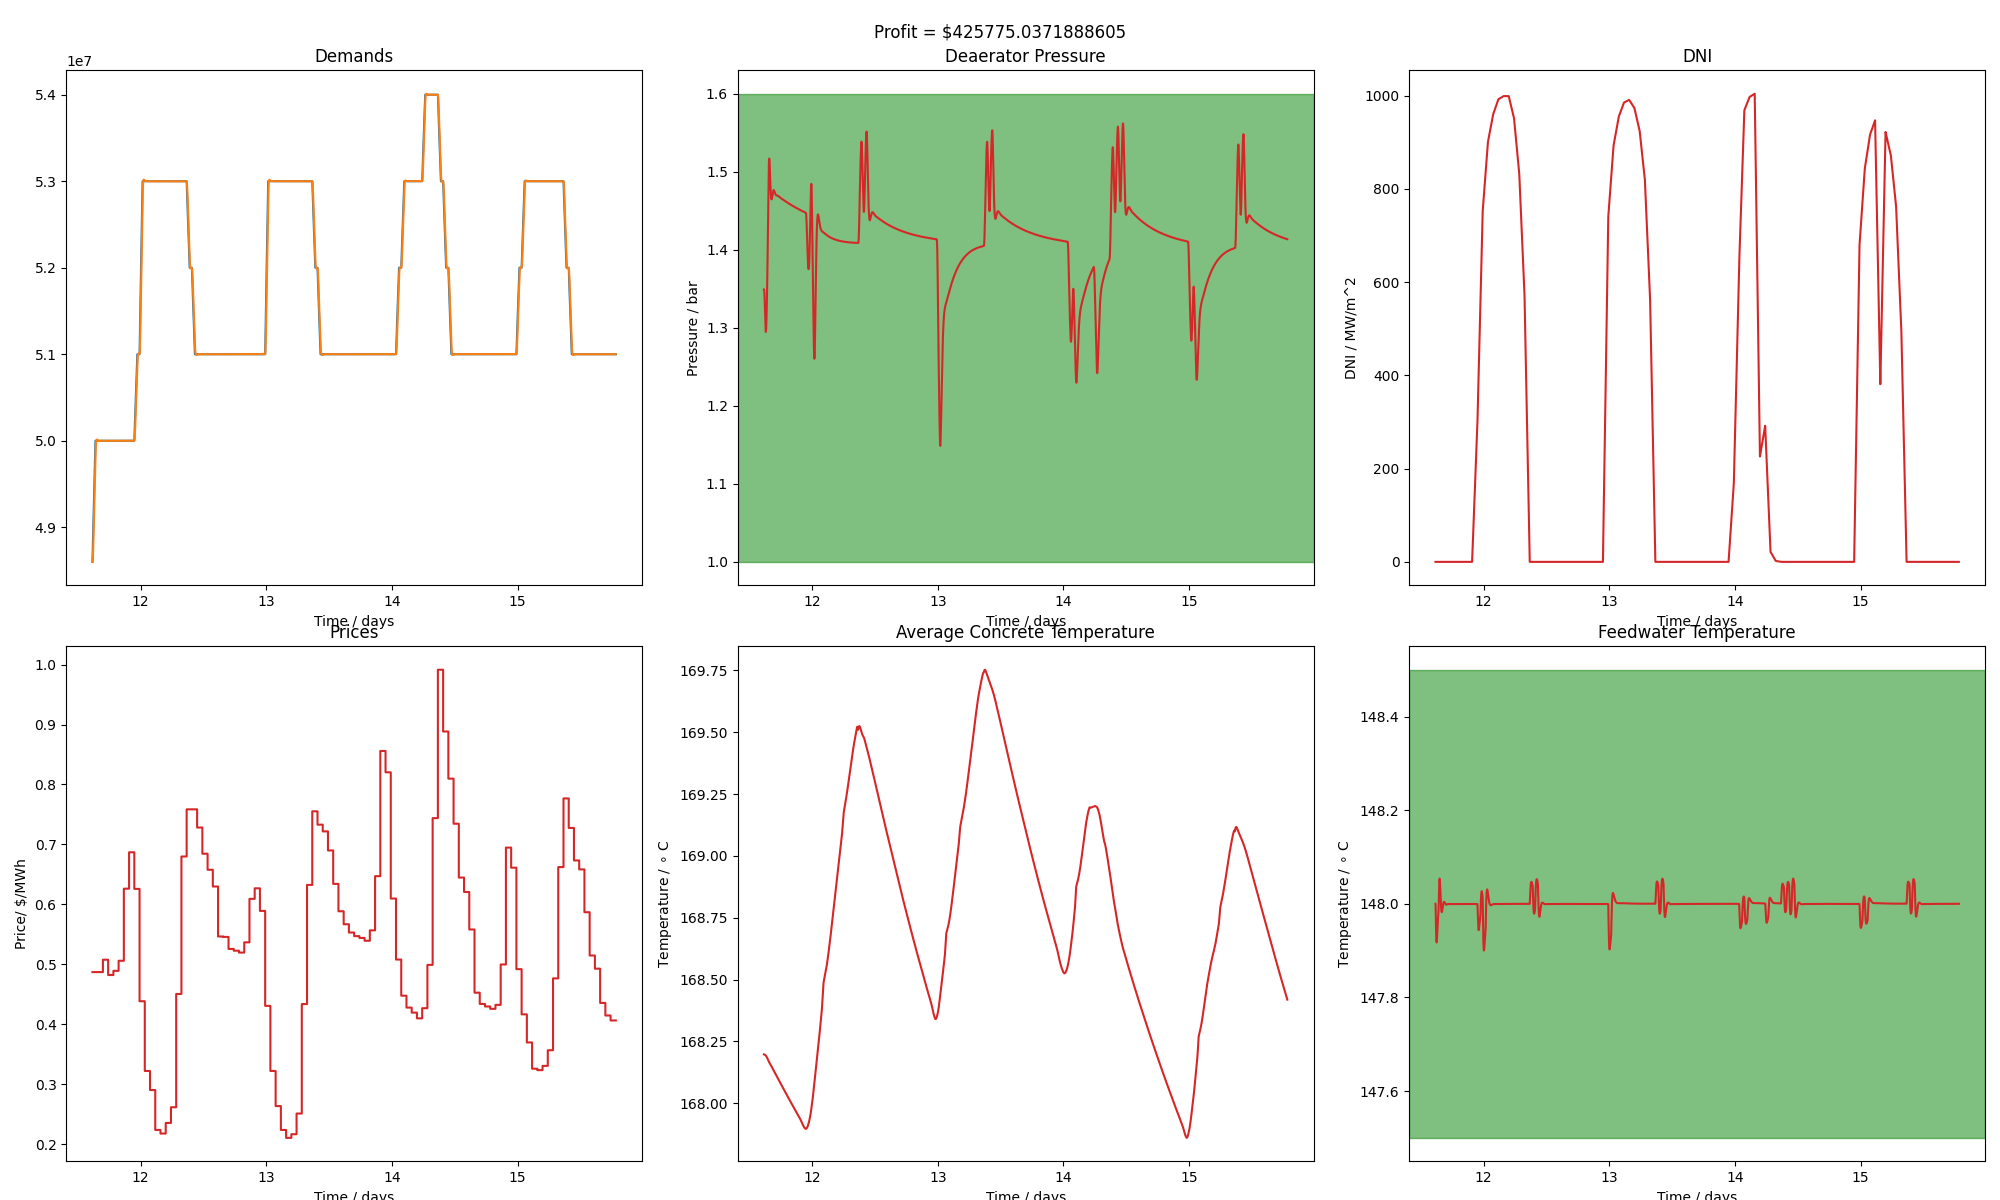 Profit = $425775.0371888605
Demands
1e7
5.4
5.3
5.2
5.1
5.0
4.9
12 13 14 15
Time / days
Deaerator Pressure
Pressure / bar
1.6
1.5
1.4
1.3
1.2
1.1
1.0
12 13 14 15
Time / days
DNI
DNI / MW/m^2
1000
800
600
400
200
0
12 13 14 15
Time / days
Prices
Price/ $/MWh
1.0
0.9
0.8
0.7
0.6
0.5
0.4
0.3
0.2
12 13 14 15
Time / days
Average Concrete Temperature
Temperature / ∘ C
169.75
169.50
169.25
169.00
168.75
168.50
168.25
168.00
12 13 14 15
Time / days
Feedwater Temperature
Temperature / ∘ C
148.4
148.2
148.0
147.8
147.6
12 13 14 15
Time / days